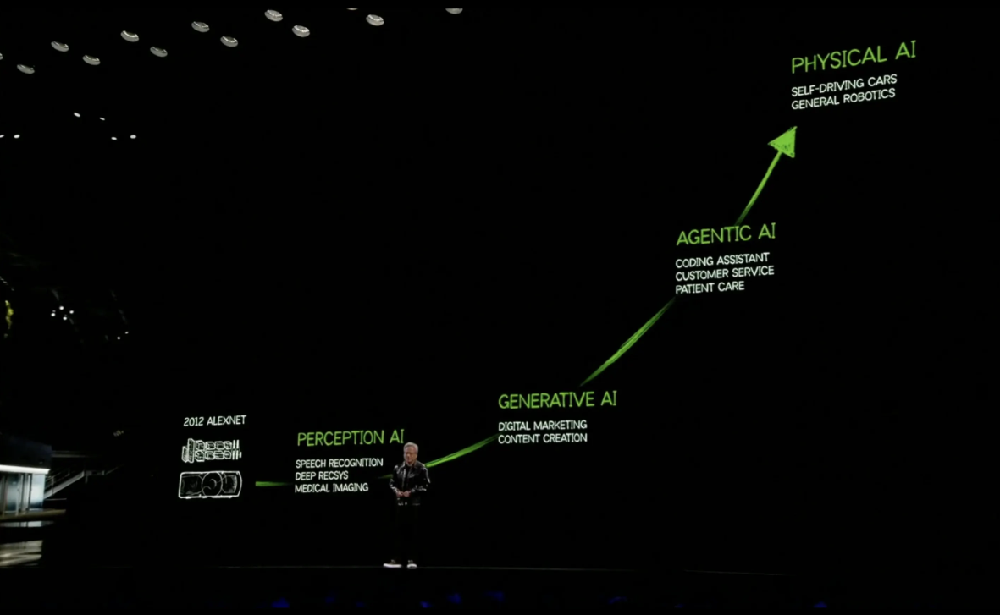 2012 ALEXNET
PERCEPTION AI
SPEECH RECOGNITION
DEEP RECSYS
MEDICAL IMAGING
GENERATIVE AI
DIGITAL MARKETING
CONTENT CREATION
AGENTIC AI
CODING ASSISTANT
CUSTOMER SERVICE
PATIENT CARE
PHYSICAL AI
SELF-DRIVING CARS
GENERAL ROBOTICS